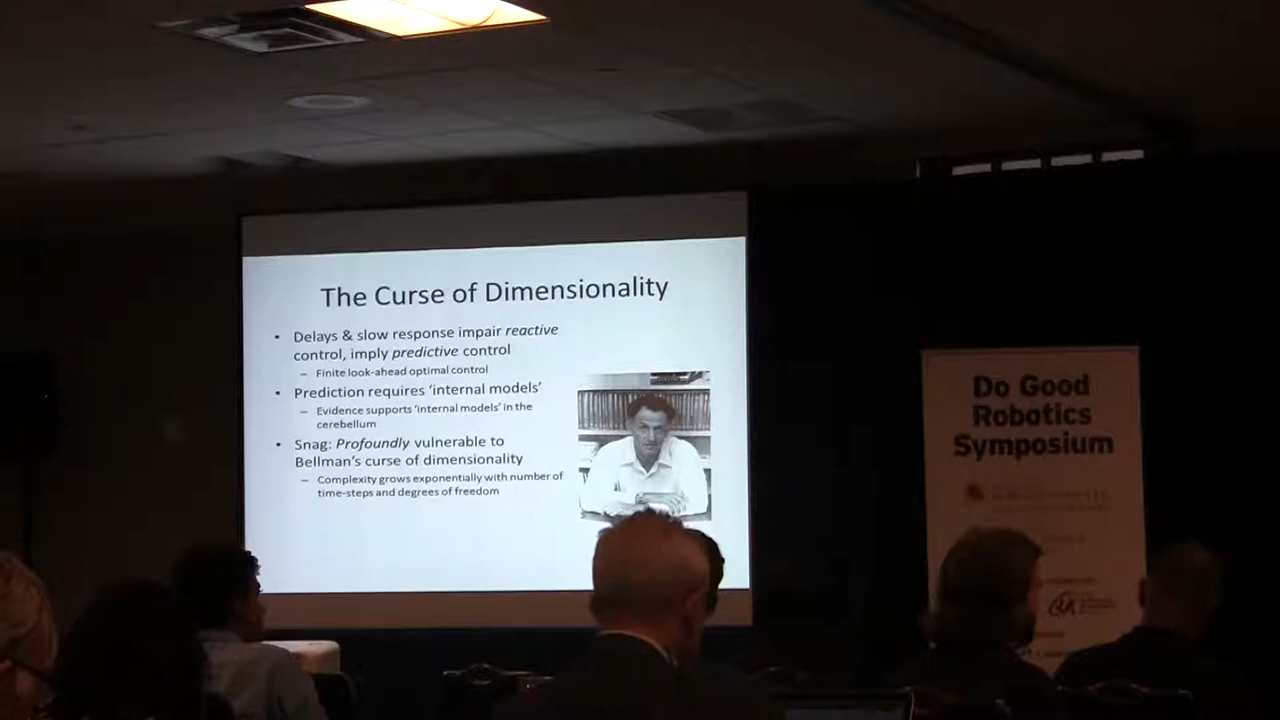 The Curse of Dimensionality
• Delays & slow response impair reactive
control, imply predictive control
– Finite look-ahead optimal control
• Prediction requires ‘internal models’
– Evidence supports ‘internal models’ in the
cerebellum
• Snag: Profoundly vulnerable to
Bellman’s curse of dimensionality
– Complexity grows exponentially with number of
time-steps and degrees of freedom
Do Good
Robotics
Symposium